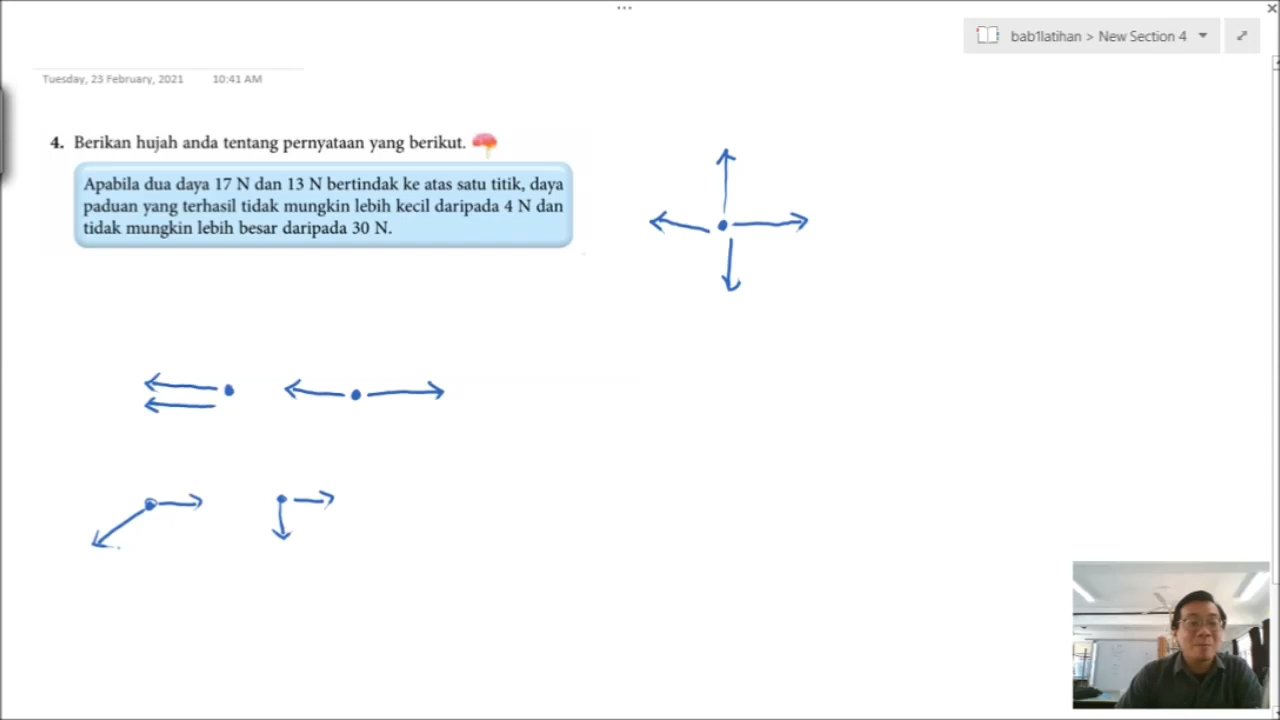 bab1latihan > New Section 4
Tuesday, 23 February, 2021 10:41 AM
4. Berikan hujah anda tentang pernyataan yang berikut.
Apabila dua daya 17 N dan 13 N bertindak ke atas satu titik, daya
paduan yang terhasil tidak mungkin lebih kecil daripada 4 N dan
tidak mungkin lebih besar daripada 30 N.